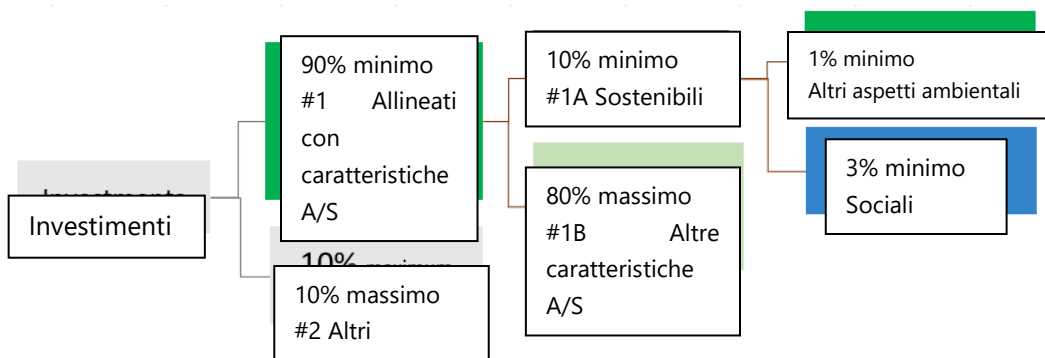 Investimenti
90% minimo
#1 Allineati
con
caratteristiche
A/S
10% massimo
#2 Altri
10% minimo
#1A Sostenibili
80% massimo
#1B Altre
caratteristiche
A/S
1% minimo
Altri aspetti ambientali
3% minimo
Sociali